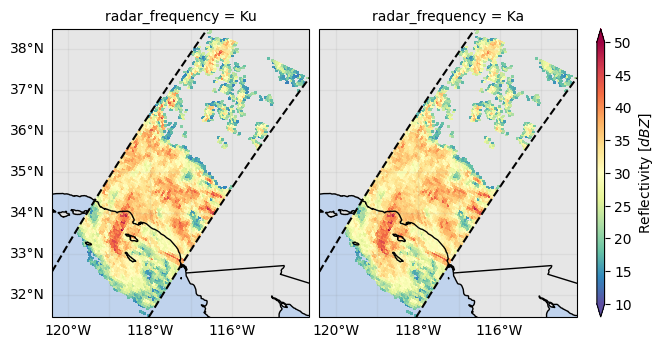 radar_frequency = Ku
radar_frequency = Ka
38°N
37°N
36°N
35°N
34°N
33°N
32°N
120°W 118°W 116°W
120°W 118°W 116°W
50
45
40
35
30
25
20
15
10
Reflectivity [dBZ]